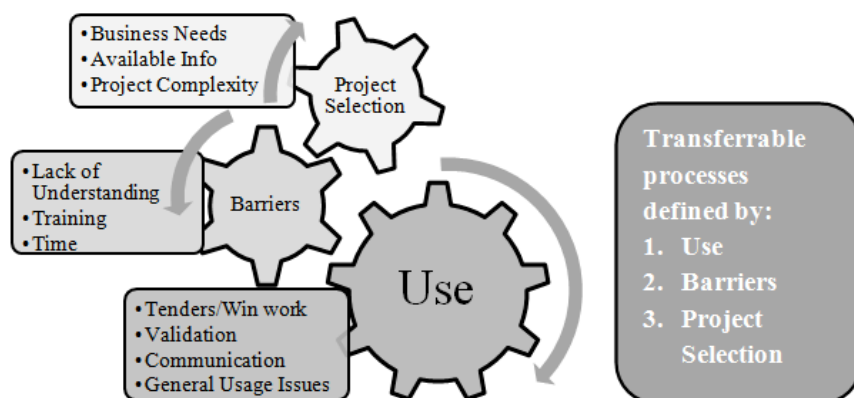 • Business Needs
• Available Info
• Project Complexity
Project
Selection
• Lack of
Understanding
• Training
• Time
Barriers
• Tenders/Win work
• Validation
• Communication
• General Usage Issues
Use
Transferrable
processes
defined by:
1. Use
2. Barriers
3. Project
Selection